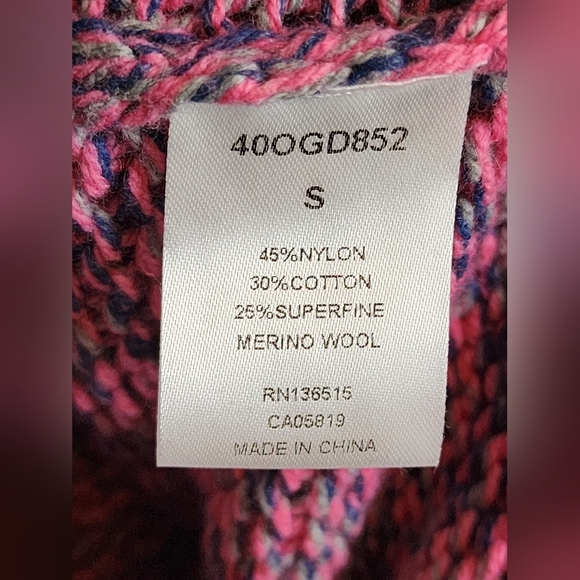 40OGD852
S
45%NYLON
30%COTTON
25%SUPERFINE
MERINO WOOL
RN136515
CA05819
MADE IN CHINA